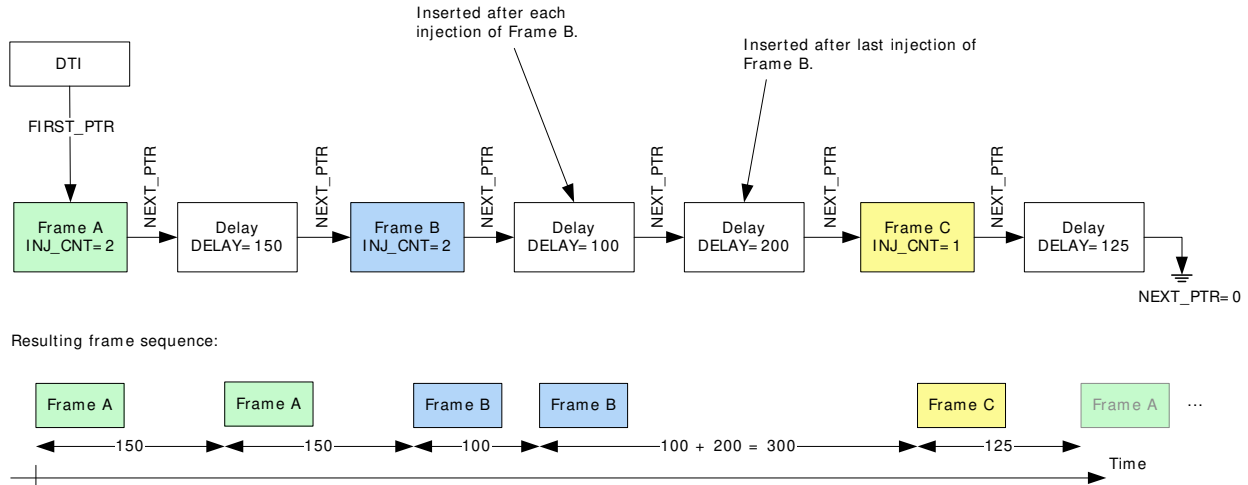 Inserted after each
injection of Frame B.
Inserted after last injection of
Frame B.
DTI
FIRST_PTR
Frame A
INJ_CNT=2
NEXT_PTR
Delay
DELAY=150
NEXT_PTR
Frame B
INJ_CNT=2
NEXT_PTR
Delay
DELAY=100
NEXT_PTR
Delay
DELAY=200
NEXT_PTR
Frame C
INJ_CNT=1
NEXT_PTR
Delay
DELAY=125
NEXT_PTR=0
Resulting frame sequence:
Frame A
Frame A
Frame B
Frame B
Frame C
Frame A
...
150
150
100
100 + 200 = 300
125
Time